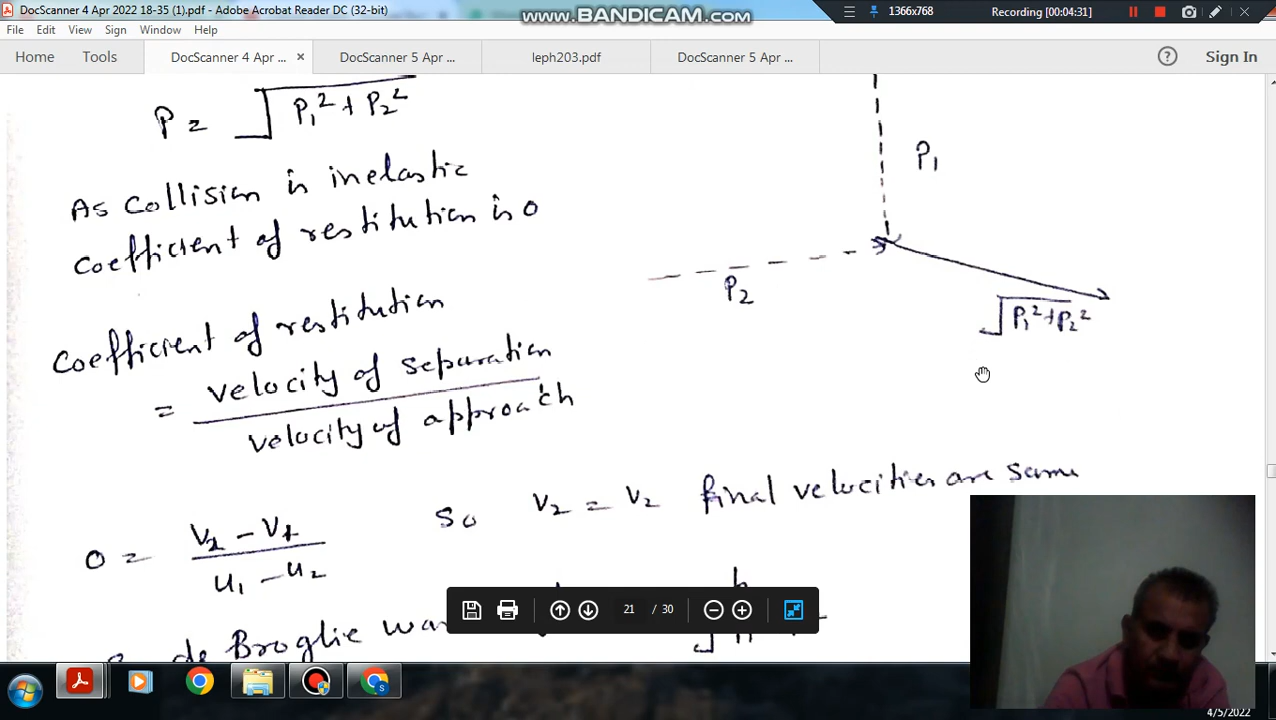 DocScanner 4 Apr 2022 18-35 (1).pdf - Adobe Acrobat Reader DC (32-bit)
www.BANDICAM.com
1366x768
Recording [00:04:31]
File Edit View Sign Window Help
Home Tools DocScanner 4 Apr ... × DocScanner 5 Apr ... leph203.pdf DocScanner 5 Apr ... Sign In
P = √P₁² + P₂²
P₁
As collision is inelastic
coefficient of restitution is 0
P₂
√P₁² + P₂²
Coefficient of restitution
= velocity of separation
velocity of approach
0 = V₂ - V₁
u₁ - u₂
So V₂ = V₂ final velocities are same
21 / 30
h
de Broglie
4/5/2022